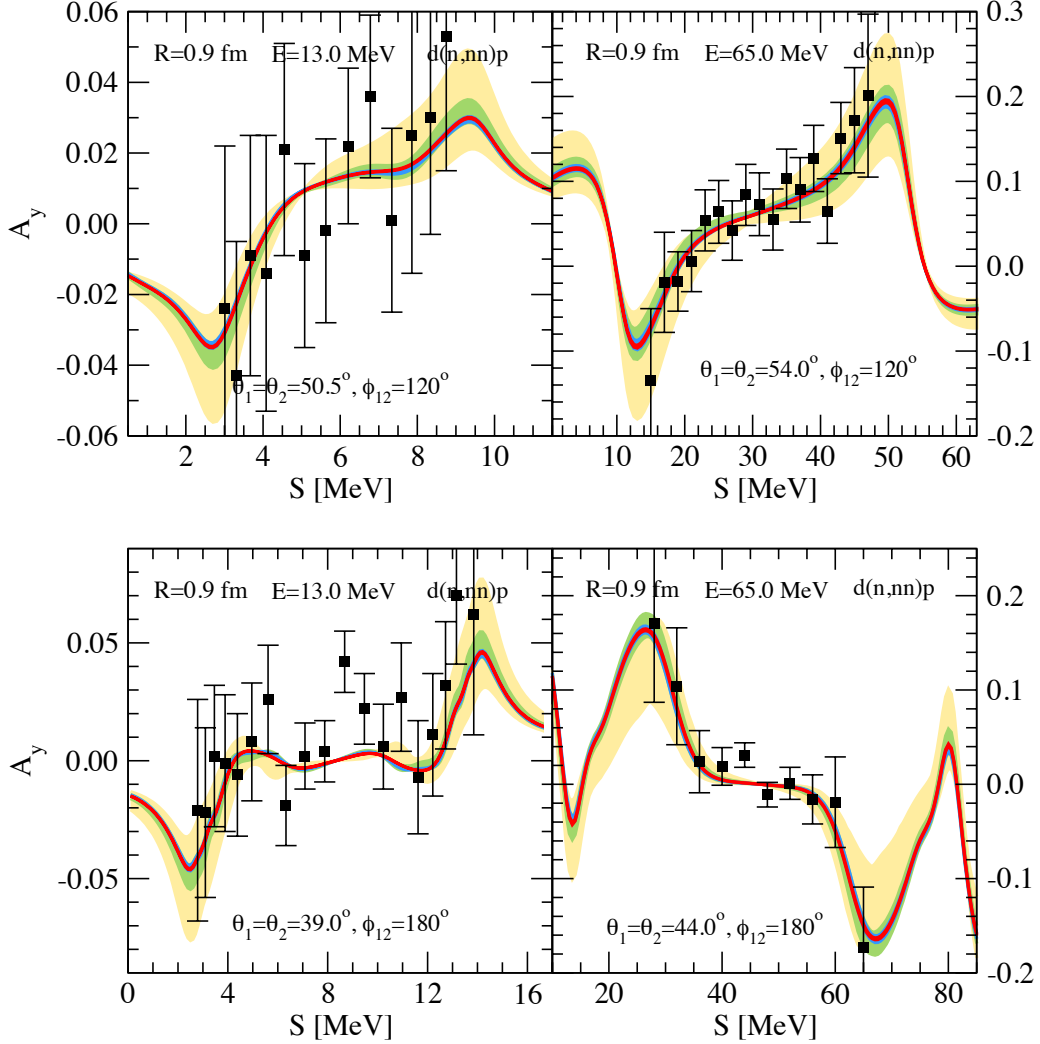 0.06
0.3
R=0.9 fm E=13.0 MeV d(n,nn)p
R=0.9 fm E=65.0 MeV d(n,nn)p
0.04
0.2
0.02
0.1
A_y
0.00
0.0
-0.02
-0.04
-0.1
θ₁=θ₂=50.5°, ϕ₁₂=120°
θ₁=θ₂=54.0°, ϕ₁₂=120°
-0.06
-0.2
2 4 6 8 10
10 20 30 40 50 60
S [MeV]
S [MeV]
R=0.9 fm E=13.0 MeV d(n,nn)p
R=0.9 fm E=65.0 MeV d(n,nn)p
0.2
0.05
0.1
A_y
0.00
0.0
-0.05
-0.1
θ₁=θ₂=39.0°, ϕ₁₂=180°
θ₁=θ₂=44.0°, ϕ₁₂=180°
-0.2
0 4 8 12 16
20 40 60 80
S [MeV]
S [MeV]